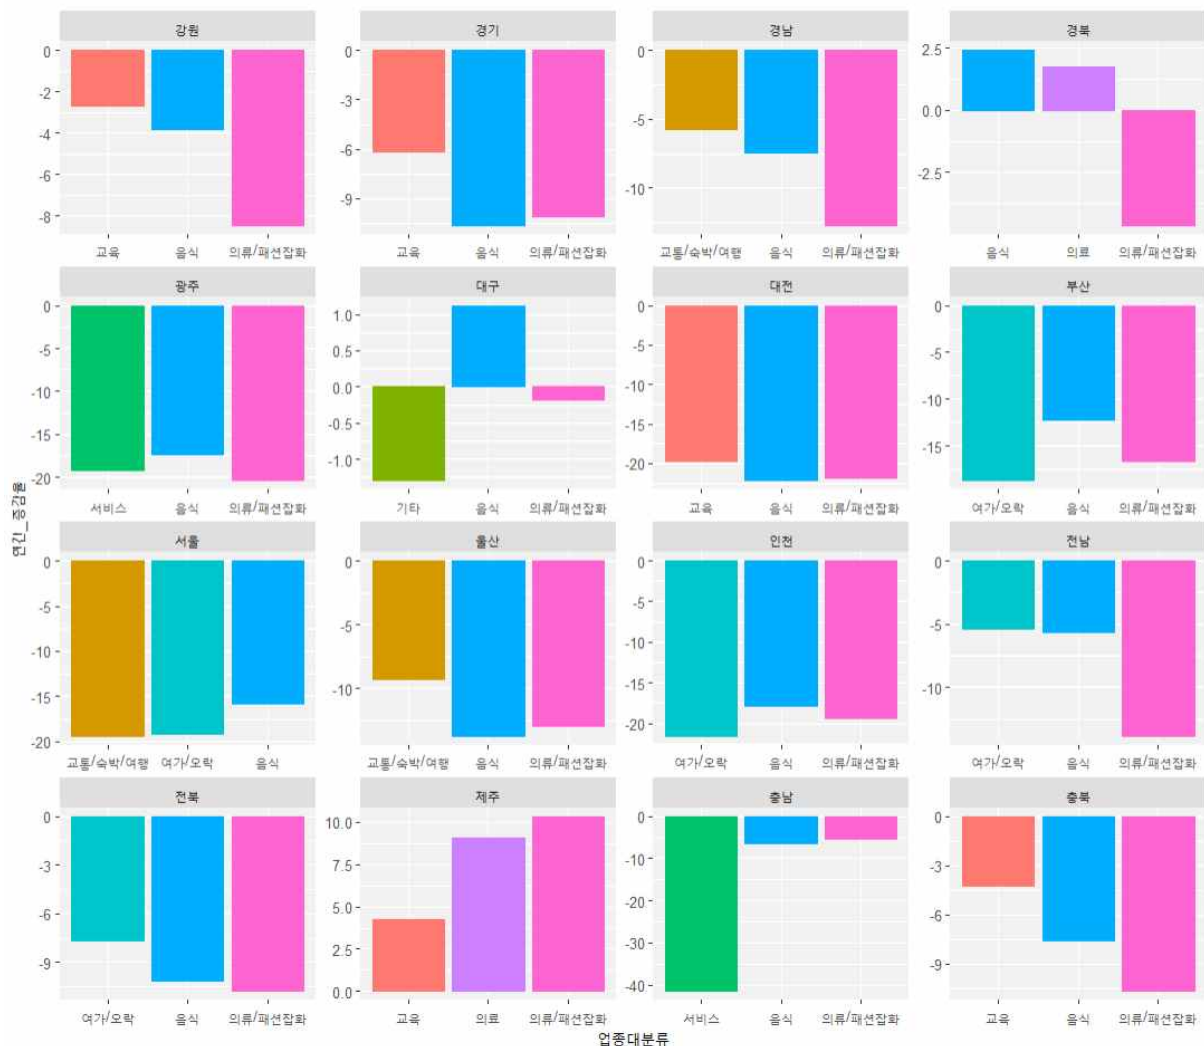 강원 경기 경남 경북
0 0 0 2.5
-2 -3 -5 0.0
-4 -6 -10 -2.5
-6 -9
-8
교육 음식 의류/패션잡화 교육 음식 의류/패션잡화 교통/숙박/여행 음식 의류/패션잡화 음식 의료 의류/패션잡화
광주 대구 대전 부산
0 1.0 0 0
-5 0.5 -5 -5
-10 0.0 -10 -10
-15 -0.5 -15 -15
-20 -1.0 -20
서비스 음식 의류/패션잡화 기타 음식 의류/패션잡화 교육 음식 의류/패션잡화 여가/오락 음식 의류/패션잡화
연간_증감율
서울 울산 인천 전남
0 0 0 0
-5 -5 -5 -5
-10 -10 -10 -10
-15 -15
-20 -20
교통/숙박/여행 여가/오락 음식 교통/숙박/여행 음식 의류/패션잡화 여가/오락 음식 의류/패션잡화 여가/오락 음식 의류/패션잡화
전북 제주 충남 충북
0 10.0 0 0
-3 7.5 -10 -3
-6 5.0 -20 -6
-9 2.5 -30 -9
0.0 -40
여가/오락 음식 의류/패션잡화 교육 의료 의류/패션잡화 서비스 음식 의류/패션잡화 교육 음식 의류/패션잡화
업종대분류